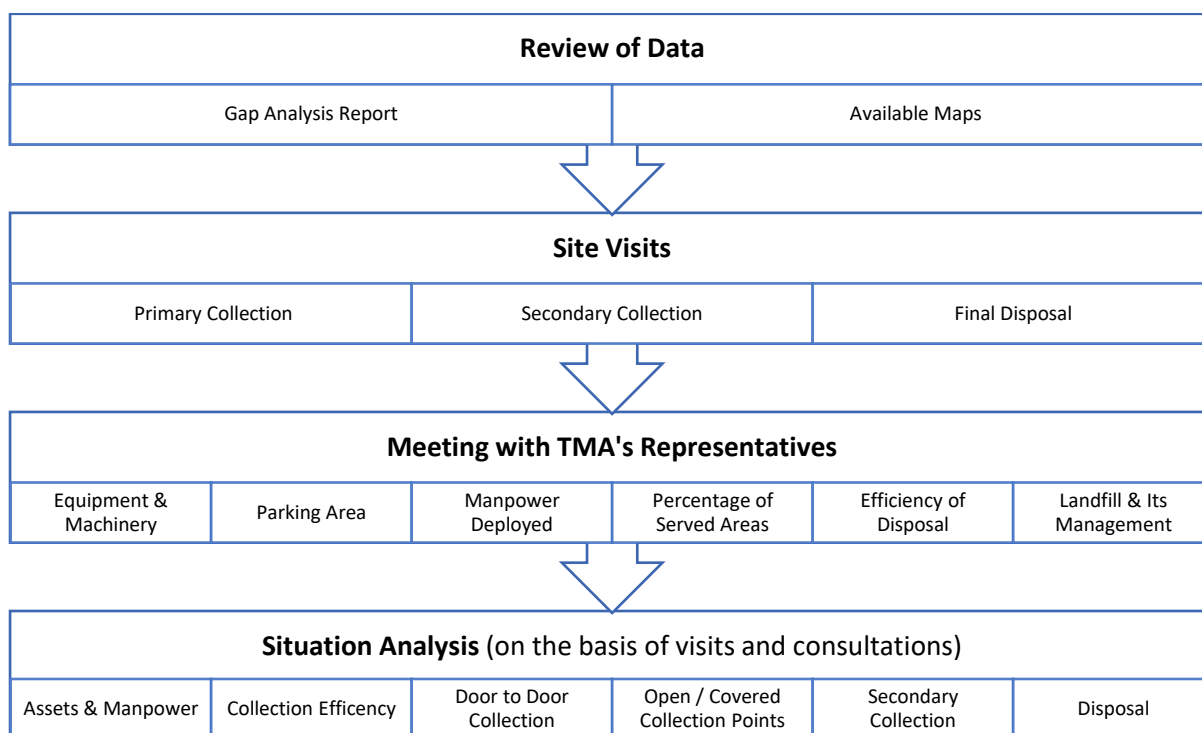 Review of Data
Gap Analysis Report
Available Maps
Site Visits
Primary Collection
Secondary Collection
Final Disposal
Meeting with TMA's Representatives
Equipment &
Machinery
Parking Area
Manpower
Deployed
Percentage of
Served Areas
Efficiency of
Disposal
Landfill & Its
Management
Situation Analysis (on the basis of visits and consultations)
Assets & Manpower
Collection Efficency
Door to Door
Collection
Open / Covered
Collection Points
Secondary
Collection
Disposal